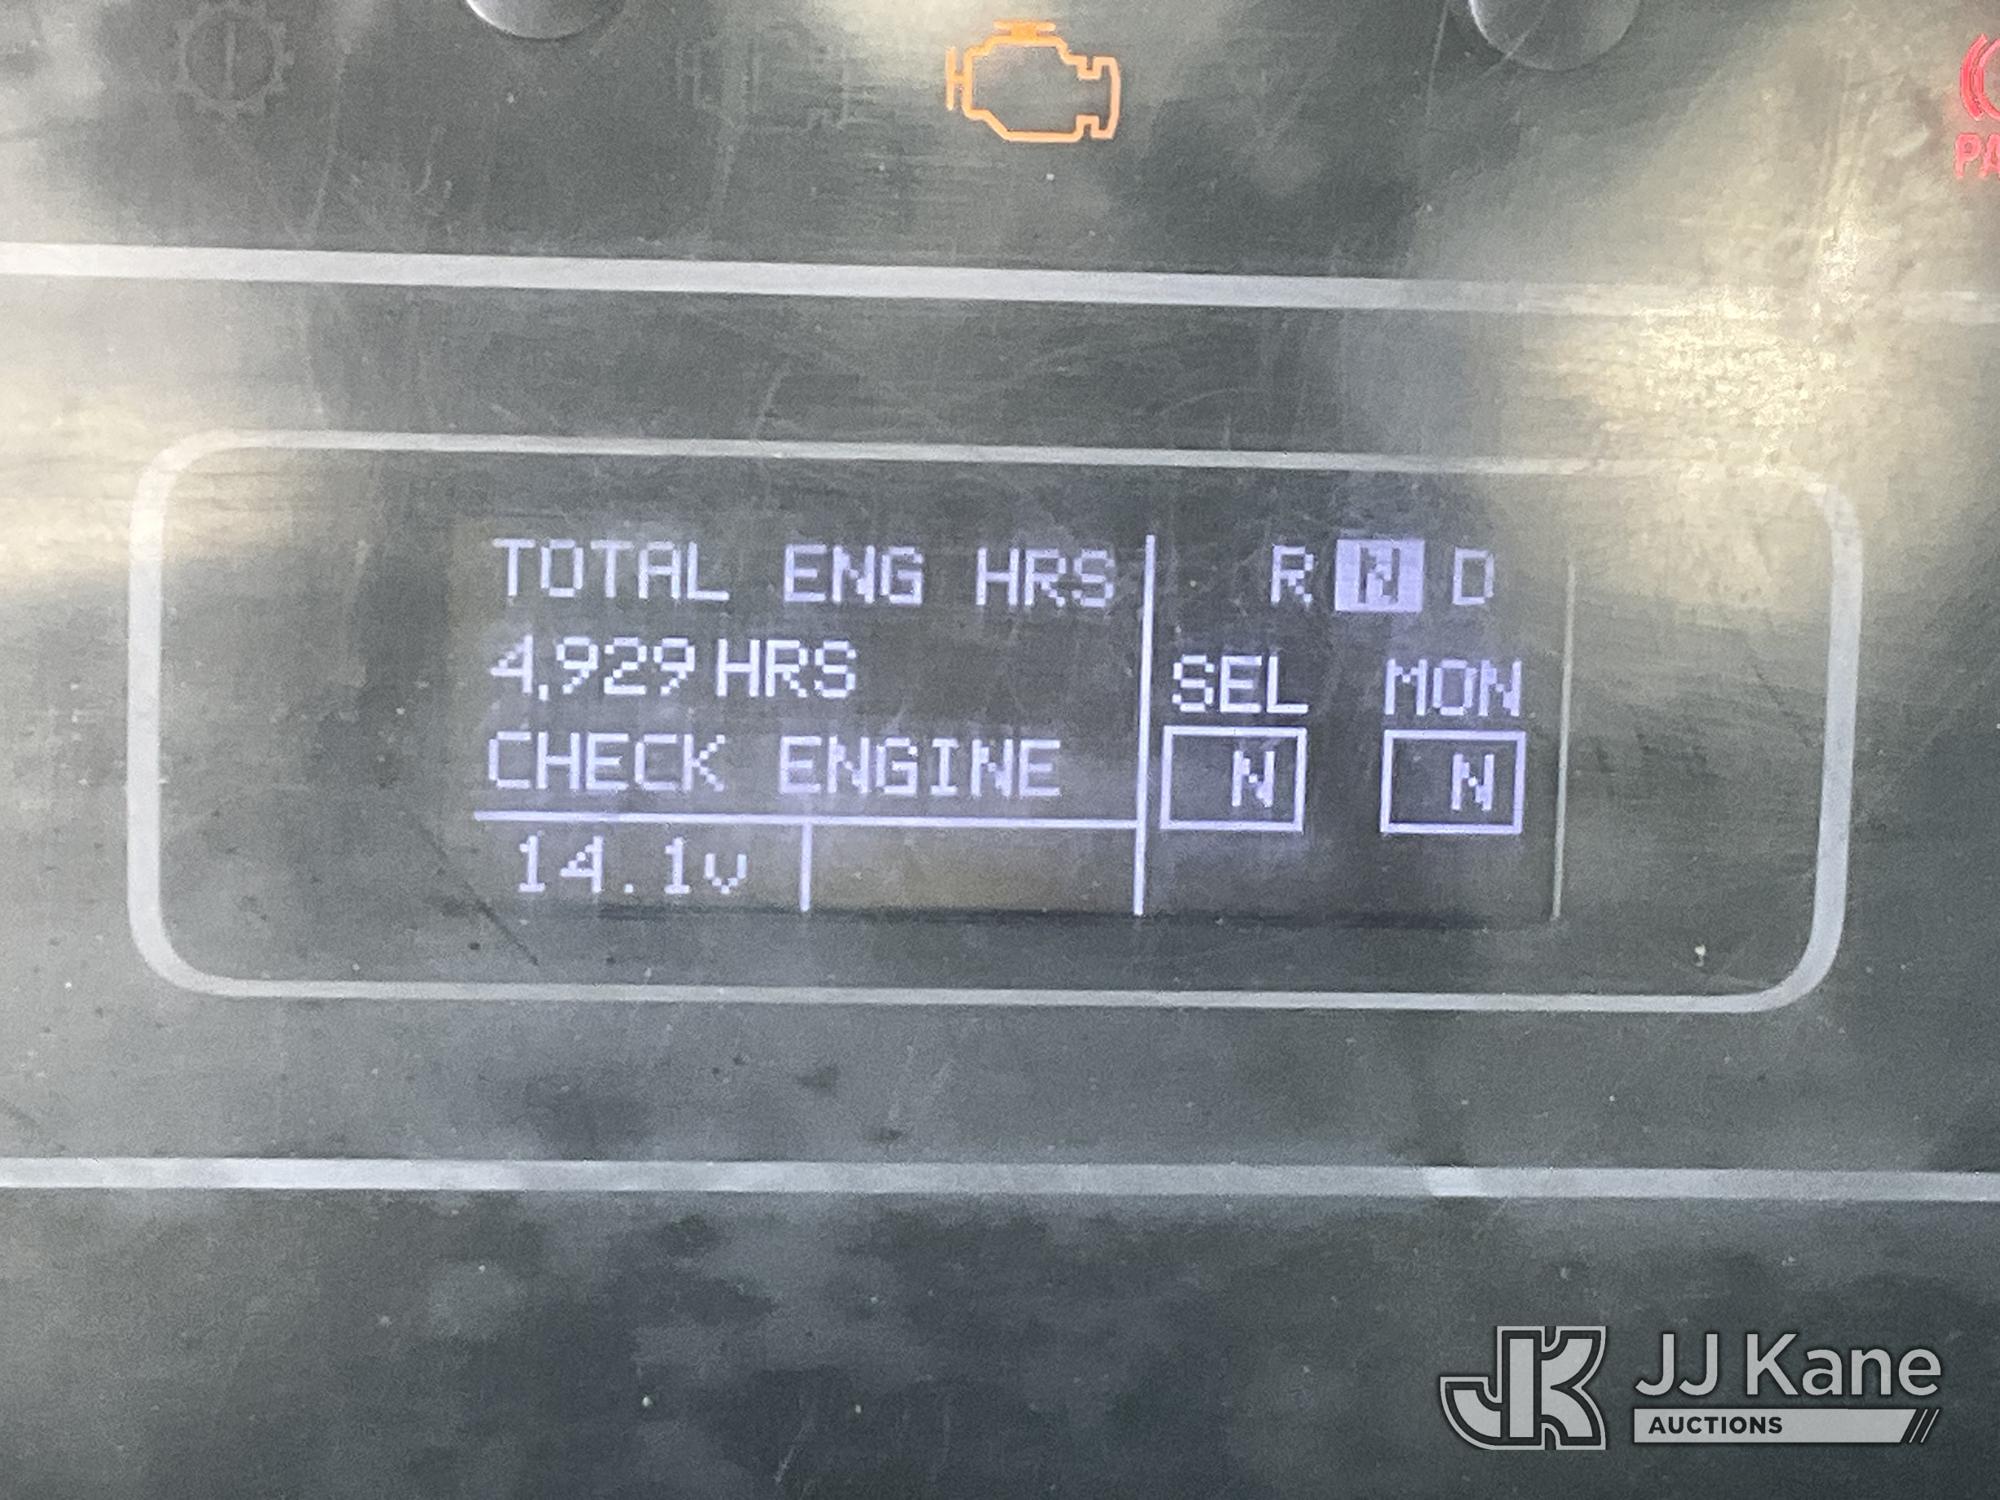 TOTAL ENG HRS
R N D
4,929 HRS
SEL MON
CHECK ENGINE
N N
14.1v
JJ Kane
AUCTIONS